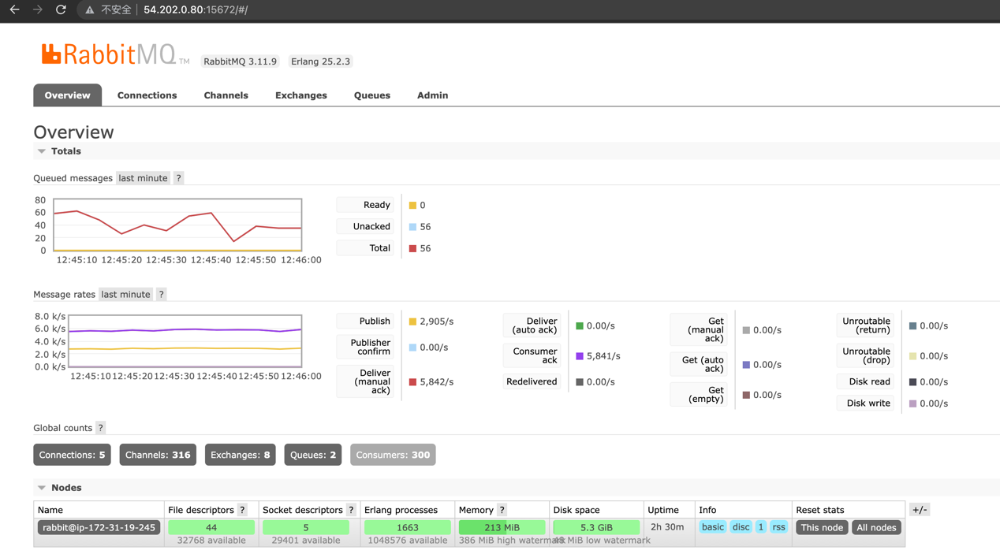 不安全 54.202.0.80:15672/#/
RabbitMQ TM RabbitMQ 3.11.9 Erlang 25.2.3
Overview Connections Channels Exchanges Queues Admin
Overview
Totals
Queued messages last minute ?
80
60
40
20
0
12:45:10 12:45:20 12:45:30 12:45:40 12:45:50 12:46:00
Ready 0
Unacked 56
Total 56
Message rates last minute ?
8.0 k/s
6.0 k/s
4.0 k/s
2.0 k/s
0.0 k/s
12:45:10 12:45:20 12:45:30 12:45:40 12:45:50 12:46:00
Publish 2,905/s
Publisher
confirm 0.00/s
Deliver
(manual
ack) 5,842/s
Deliver
(auto ack) 0.00/s
Consumer
ack 5,841/s
Redelivered 0.00/s
Get
(manual
ack) 0.00/s
Get (auto
ack) 0.00/s
Get
(empty) 0.00/s
Unroutable
(return) 0.00/s
Unroutable
(drop) 0.00/s
Disk read 0.00/s
Disk write 0.00/s
Global counts ?
Connections: 5 Channels: 316 Exchanges: 8 Queues: 2 Consumers: 300
Nodes
Name File descriptors ? Socket descriptors ? Erlang processes Memory ? Disk space Uptime Info Reset stats +/-
rabbit@ip-172-31-19-245 44 5 1663 213 MiB 5.3 GiB 2h 30m basic disc 1 rss This node All nodes
32768 available 29401 available 1048576 available 386 MiB high watermark 48 MiB low watermark